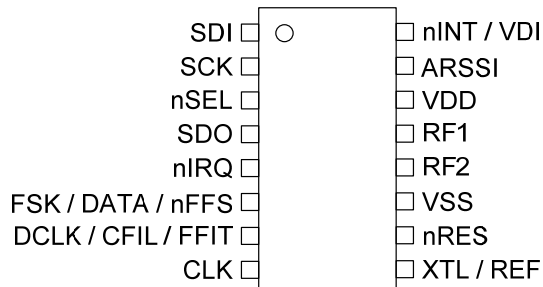 SDI nINT / VDI
SCK ARSSI
nSEL VDD
SDO RF1
nIRQ RF2
FSK / DATA / nFFS VSS
DCLK / CFIL / FFIT nRES
CLK XTL / REF